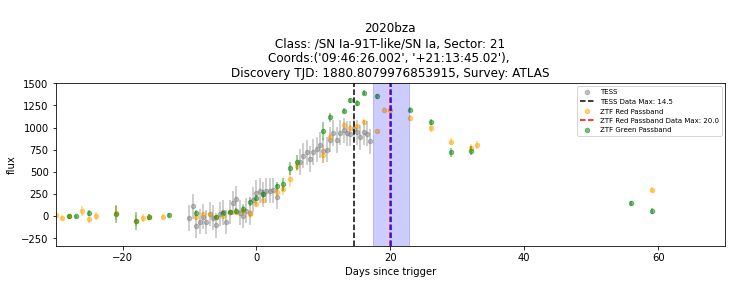 2020bza
Class: /SN Ia-91T-like/SN Ia, Sector: 21
Coords:('09:46:26.002', '+21:13:45.02'),
Discovery TJD: 1880.8079976853915, Survey: ATLAS
1500
1250
1000
750
500
250
0
−250
flux
TESS
TESS Data Max: 14.5
ZTF Red Passband
ZTF Red Passband Data Max: 20.0
ZTF Green Passband
−20
0
20
40
60
Days since trigger